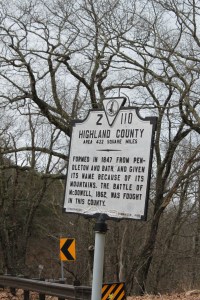 Z 110
HIGHLAND COUNTY
AREA 422 SQUARE MILES
FORMED IN 1847 FROM PEN-
DLETON AND BATH, AND GIVEN
ITS NAME BECAUSE OF ITS
MOUNTAINS. THE BATTLE OF
McDOWELL, 1862, WAS FOUGHT
IN THIS COUNTY.